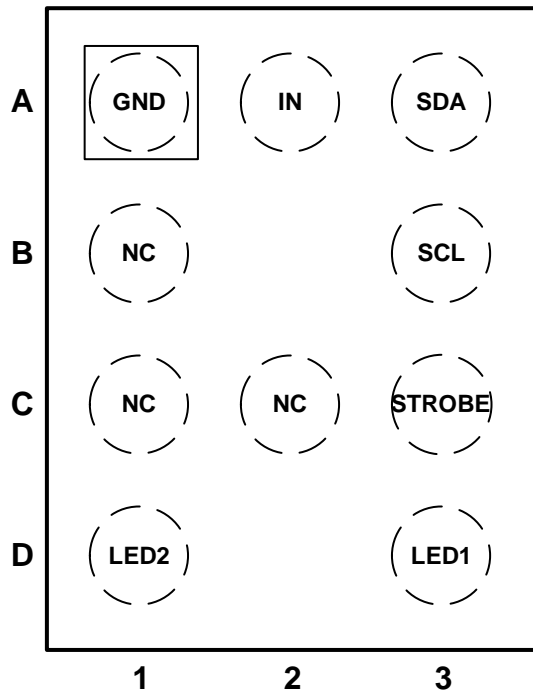 A GND IN SDA
B NC SCL
C NC NC STROBE
D LED2 LED1
1 2 3